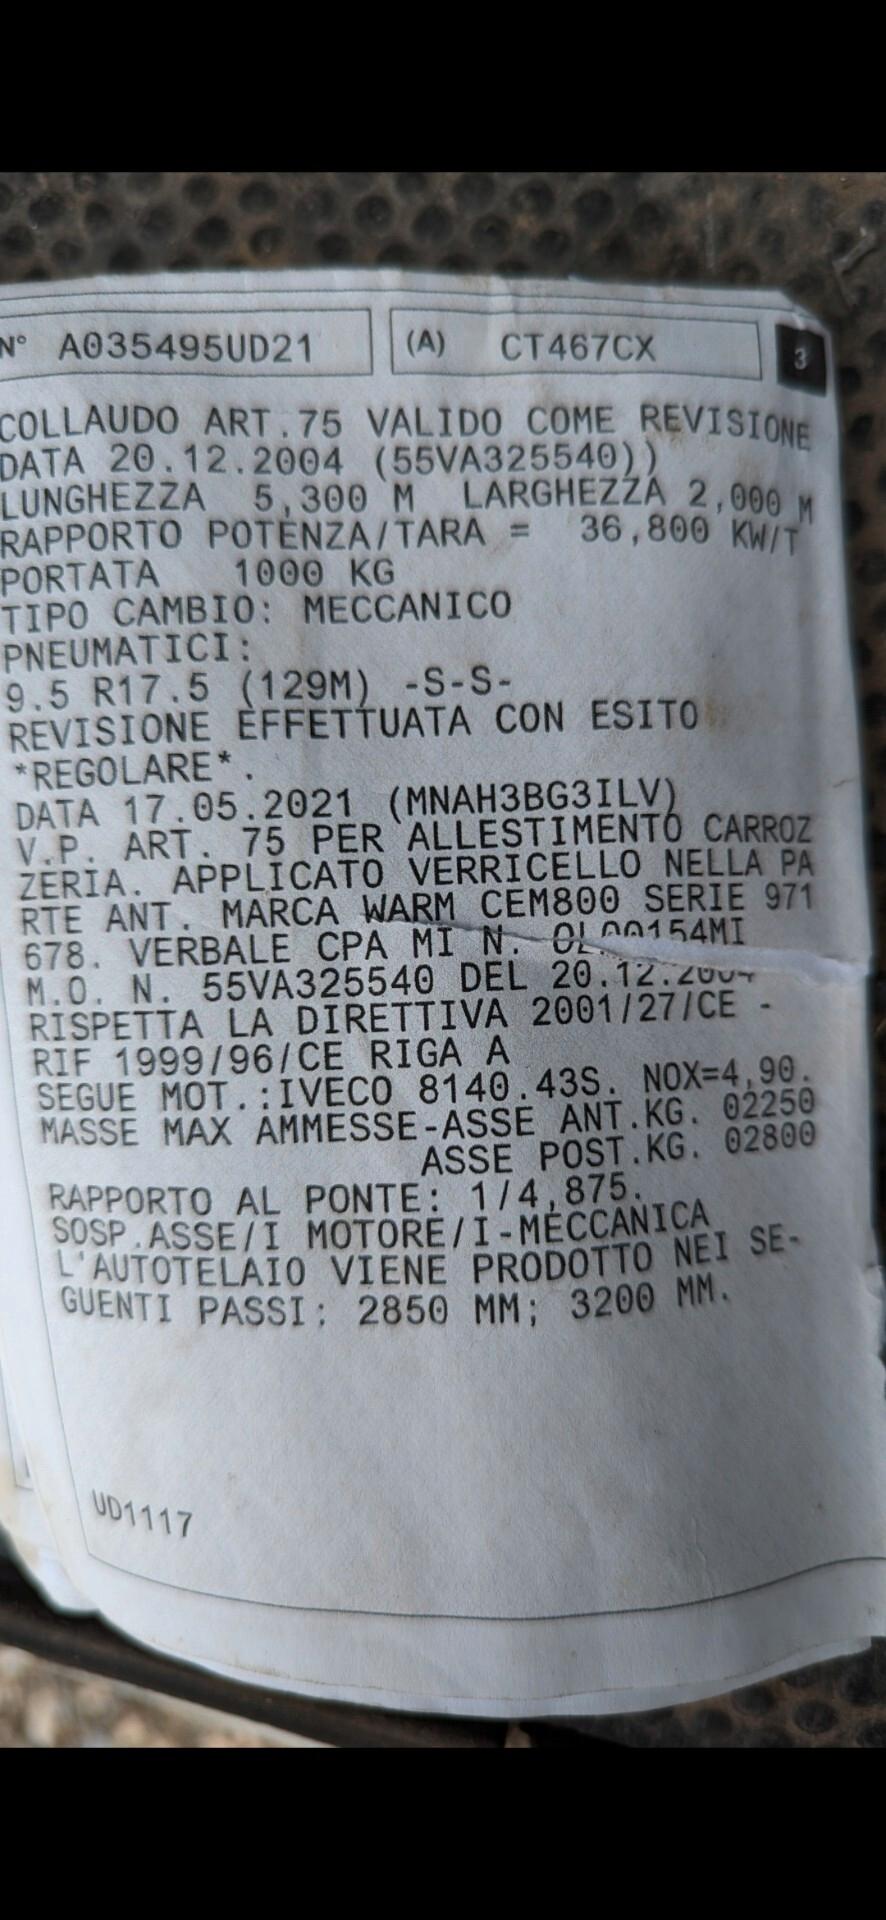 N° A035495UD21 (A) CT467CX 3
COLLAUDO ART.75 VALIDO COME REVISIONE
DATA 20.12.2004 (55VA325540))
LUNGHEZZA 5,300 M LARGHEZZA 2,000 M
RAPPORTO POTENZA/TARA = 36,800 KW/T
PORTATA 1000 KG
TIPO CAMBIO: MECCANICO
PNEUMATICI:
9.5 R17.5 (129M) -S-S-
REVISIONE EFFETTUATA CON ESITO
*REGOLARE*.
DATA 17.05.2021 (MNAH3BG3ILV)
V.P. ART. 75 PER ALLESTIMENTO CARROZ
ZERIA. APPLICATO VERRICELLO NELLA PA
RTE ANT. MARCA WARM CEM800 SERIE 971
678. VERBALE CPA MI N. OL00154MI
M.O. N. 55VA325540 DEL 20.12.2004
RISPETTA LA DIRETTIVA 2001/27/CE -
RIF 1999/96/CE RIGA A
SEGUE MOT.:IVECO 8140.43S. NOX=4,90.
MASSE MAX AMMESSE-ASSE ANT.KG. 02250
ASSE POST.KG. 02800
RAPPORTO AL PONTE: 1/4,875.
SOSP.ASSE/I MOTORE/I-MECCANICA
L'AUTOTELAIO VIENE PRODOTTO NEI SE-
GUENTI PASSI: 2850 MM; 3200 MM.
UD1117